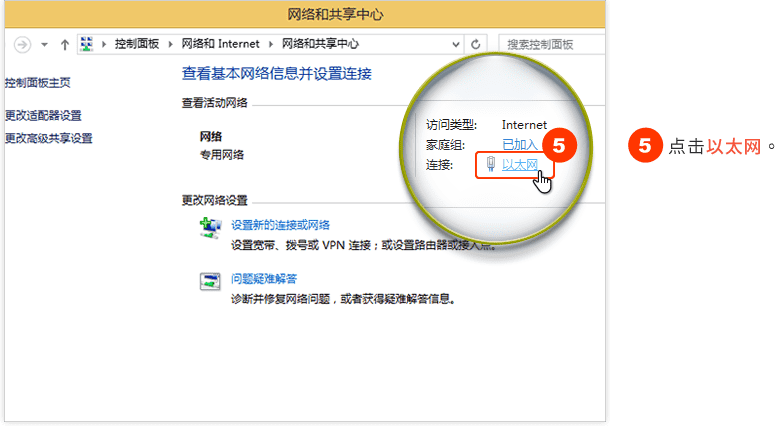 网络和共享中心
控制面板 网络和 Internet 网络和共享中心 搜索控制面板
控制面板主页
更改适配器设置
更改高级共享设置
查看基本网络信息并设置连接
查看活动网络
网络
专用网络
访问类型: Internet
家庭组: 已加入
连接: 以太网
5
5 点击以太网。
更改网络设置
设置新的连接或网络
设置宽带、拨号或 VPN 连接；或设置路由器或接入点。
问题疑难解答
诊断并修复网络问题，或者获得疑难解答信息。